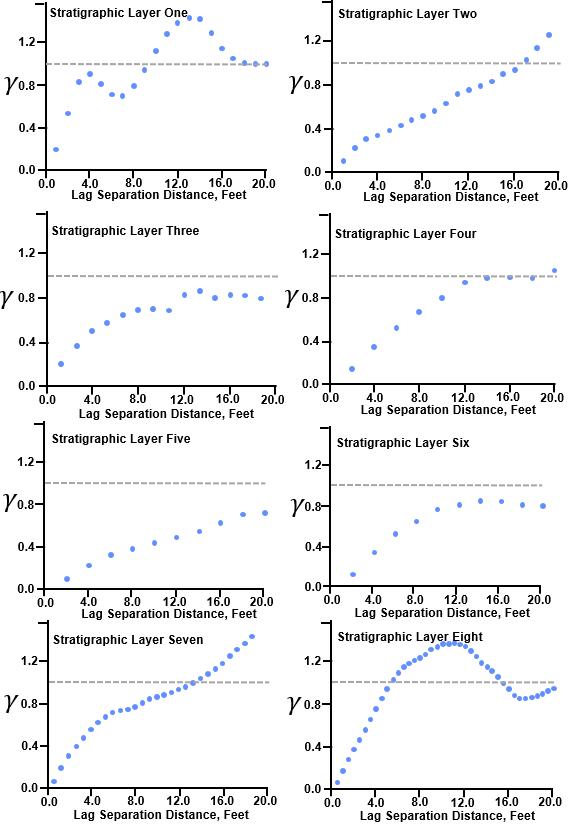 Stratigraphic Layer One
1.2
γ 0.8
0.4
0.0
0.0 4.0 8.0 12.0 16.0 20.0
Lag Separation Distance, Feet
Stratigraphic Layer Two
1.2
γ 0.8
0.4
0.0
0.0 4.0 8.0 12.0 16.0 20.0
Lag Separation Distance, Feet
Stratigraphic Layer Three
1.2
γ 0.8
0.4
0.0
0.0 4.0 8.0 12.0 16.0 20.0
Lag Separation Distance, Feet
Stratigraphic Layer Four
1.2
γ 0.8
0.4
0.0
0.0 4.0 8.0 12.0 16.0 20.0
Lag Separation Distance, Feet
Stratigraphic Layer Five
1.2
γ 0.8
0.4
0.0
0.0 4.0 8.0 12.0 16.0 20.0
Lag Separation Distance, Feet
Stratigraphic Layer Six
1.2
γ 0.8
0.4
0.0
0.0 4.0 8.0 12.0 16.0 20.0
Lag Separation Distance, Feet
Stratigraphic Layer Seven
1.2
γ 0.8
0.4
0.0
0.0 4.0 8.0 12.0 16.0 20.0
Lag Separation Distance, Feet
Stratigraphic Layer Eight
1.2
γ 0.8
0.4
0.0
0.0 4.0 8.0 12.0 16.0 20.0
Lag Separation Distance, Feet